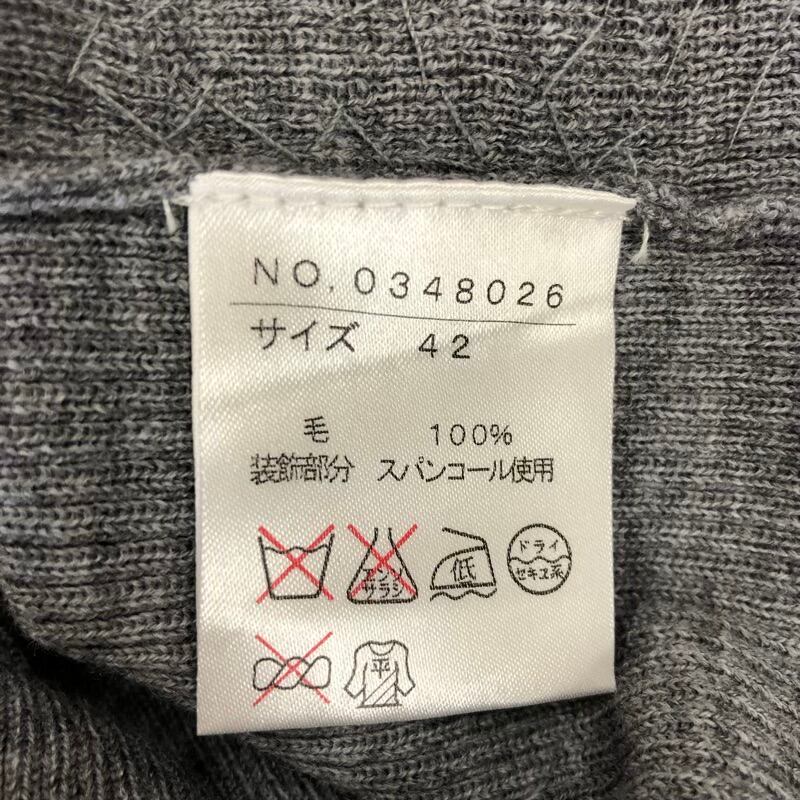 NO.0348026
サイズ 42
毛 100%
装飾部分 スパンコール使用
エンソ
サラシ
低
ドライ
セキユ系
平